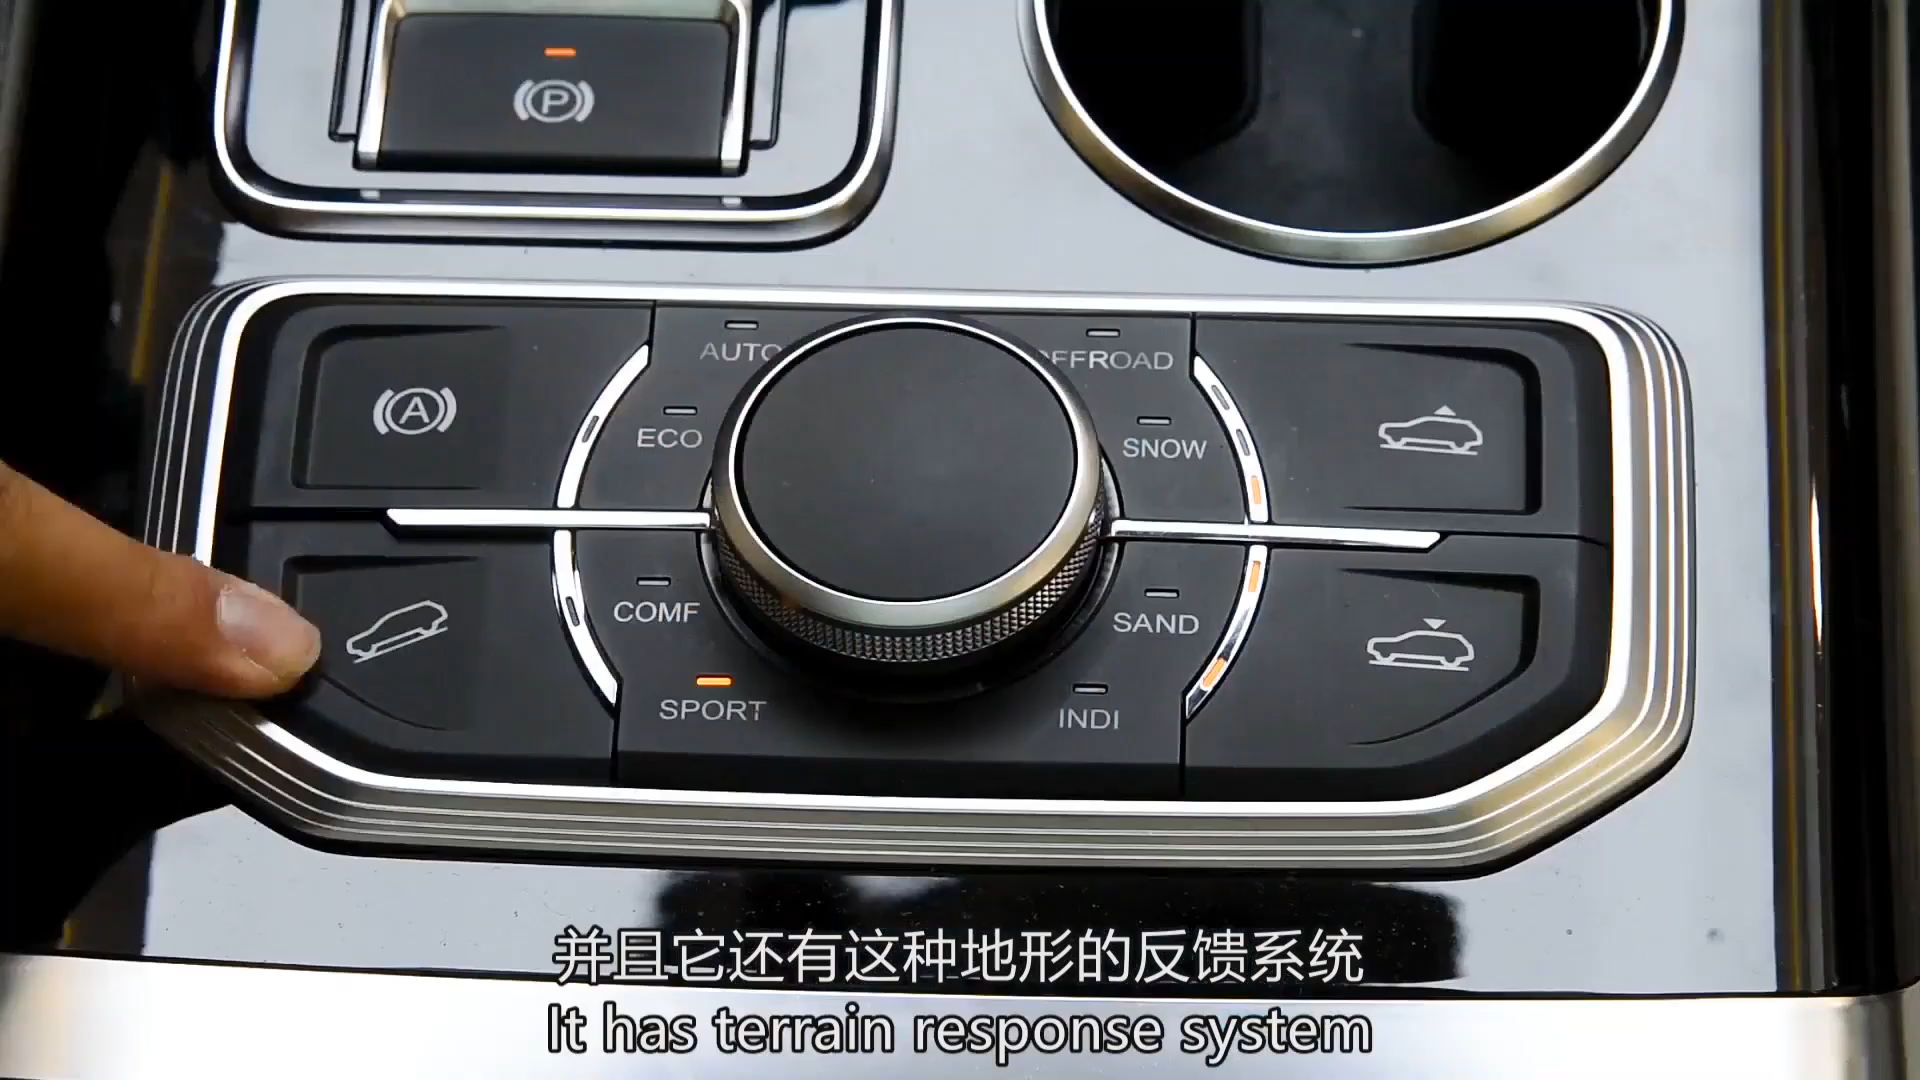 P
AUTO
OFFROAD
A
ECO
SNOW
COMF
SAND
SPORT
INDI
并且它还有这种地形的反馈系统
It has terrain response system